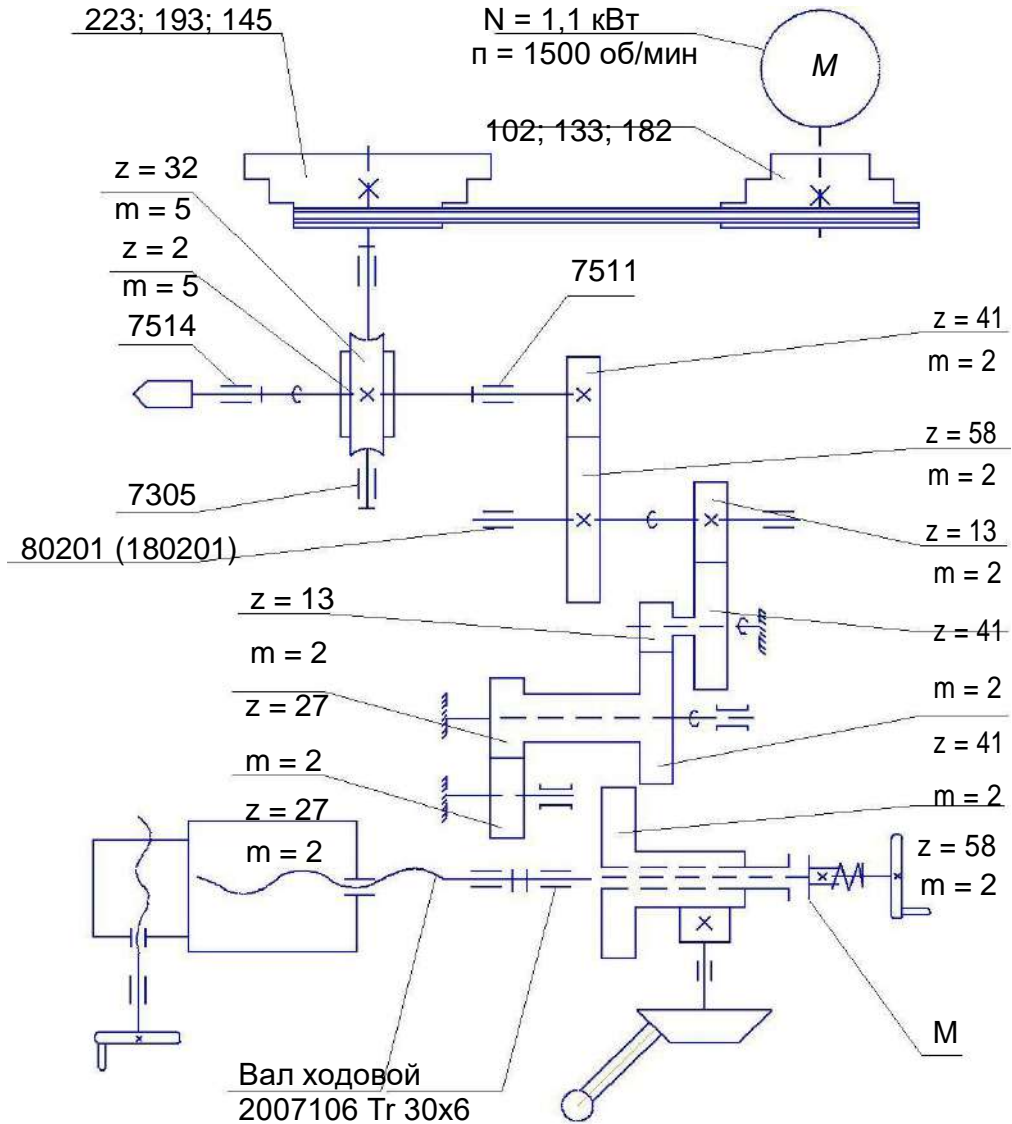 223; 193; 145
N = 1,1 кВт
п = 1500 об/мин
M
102; 133; 182
z = 32
m = 5
z = 2
m = 5
7514
7511
z = 41
m = 2
z = 58
m = 2
7305
80201 (180201)
z = 13
m = 2
z = 13
m = 2
z = 41
m = 2
z = 27
m = 2
z = 41
m = 2
z = 27
m = 2
z = 58
m = 2
М
Вал ходовой
2007106 Tr 30x6